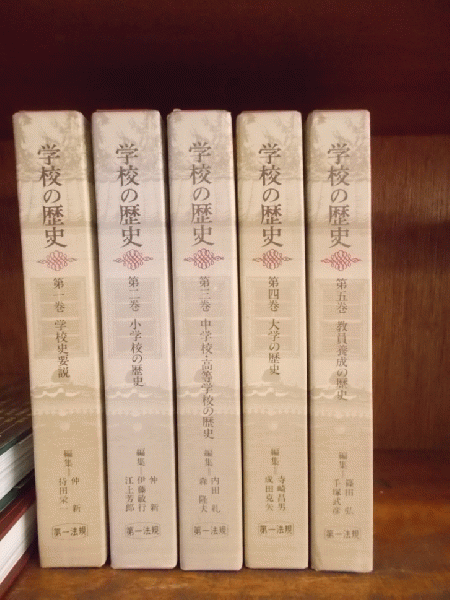 学校の歴史
第一巻 学校史要説
編集=仲 新
持田栄一
第一法規
学校の歴史
第二巻 小学校の歴史
編集=仲 新
伊藤敏行
江上芳郎
第一法規
学校の歴史
第三巻 中学校・高等学校の歴史
編集=内田 糺
森 隆夫
第一法規
学校の歴史
第四巻 大学の歴史
編集=寺﨑昌男
成田克矢
第一法規
学校の歴史
第五巻 教員養成の歴史
編集=篠田 弘
手塚武彦
第一法規